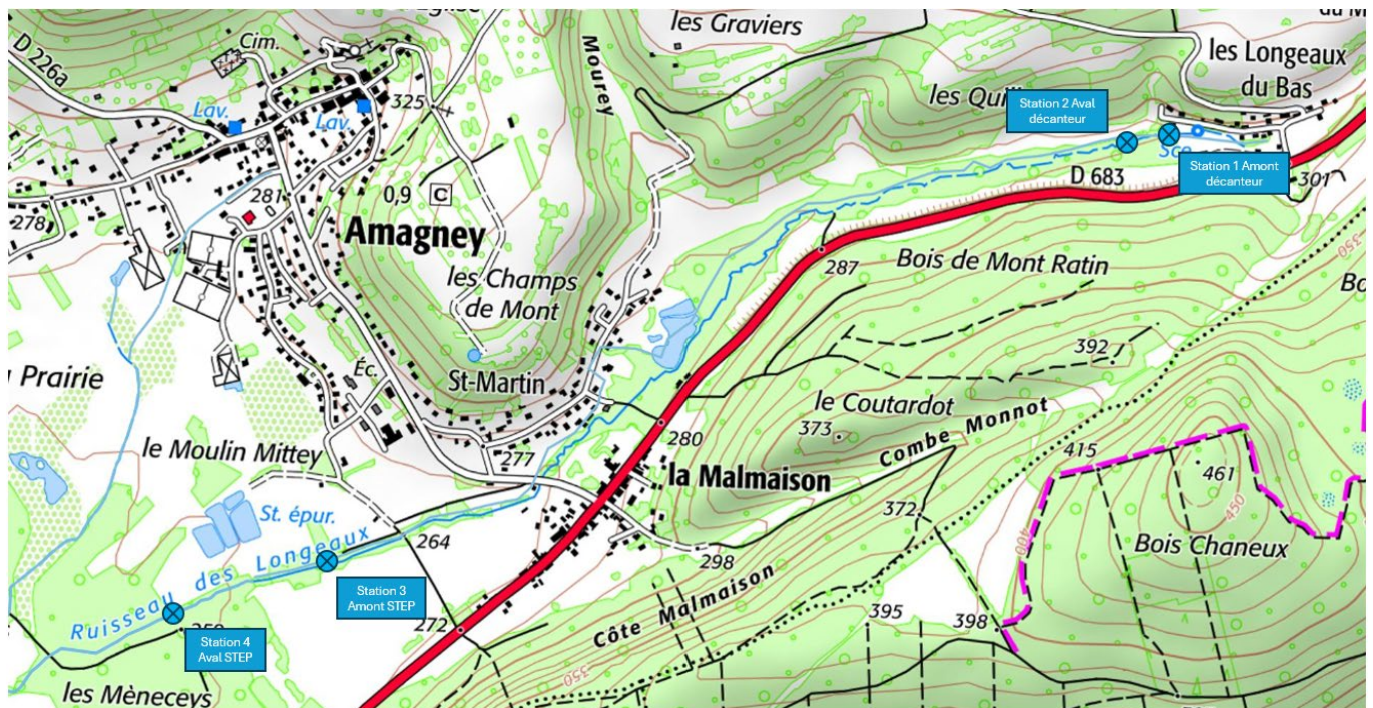 les Graviers
D 226a
Cim.
Mourey
les Longeaux
du Bas
Lav.
Lav.
325
Station 2 Aval
décanteur
Station 1 Amont
décanteur
281
0,9
C
D 683
301
350
278
Amagney
287
Bois de Mont Ratin
les Champs
de Mont
392
Prairie
Éc.
St-Martin
le Coutardot
373
Combe Monnot
280
415
le Moulin Mittey
277
la Malmaison
461
450
St. épur.
372
400
264
Bois Chaneux
Ruisseau des Longeaux
298
Station 3
Amont STEP
Côte Malmaison
395
398
272
Station 4
Aval STEP
350
les Mèneceys